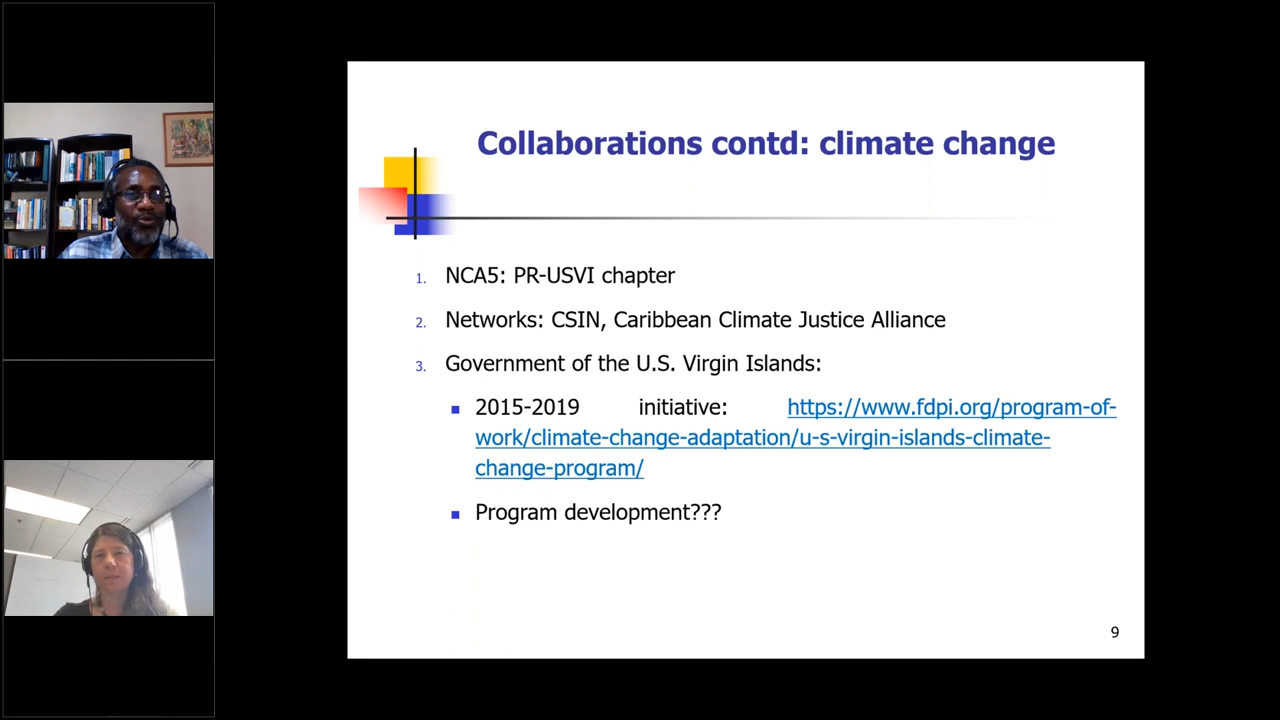 Collaborations contd: climate change
1. NCA5: PR-USVI chapter
2. Networks: CSIN, Caribbean Climate Justice Alliance
3. Government of the U.S. Virgin Islands:
2015-2019 initiative: https://www.fdpi.org/program-of-
work/climate-change-adaptation/u-s-virgin-islands-climate-
change-program/
Program development???
9